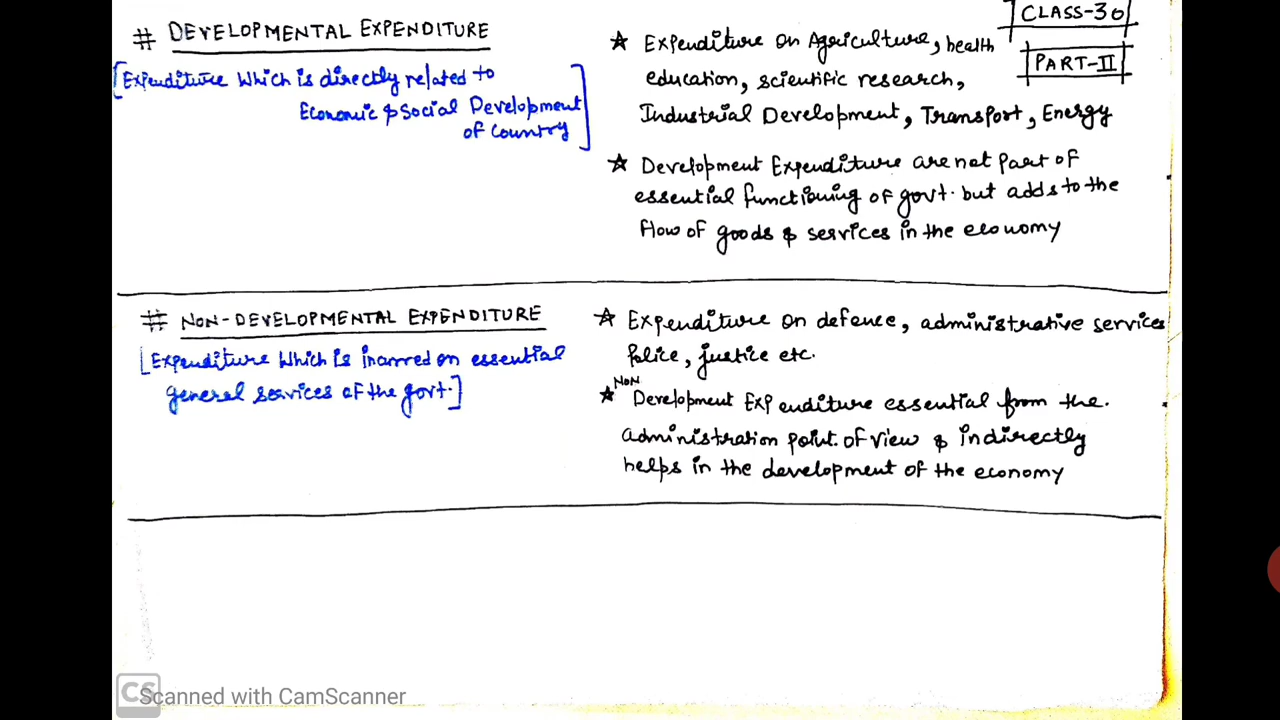 # DEVELOPMENTAL EXPENDITURE
[Expenditure Which is directly related to
Economic & Social Development
of Country]
CLASS-30
PART-II
☆ Expenditure on Agriculture, health
education, scientific research,
Industrial Development, Transport, Energy
☆ Development Expenditure are not part of
essential functioning of govt. but adds to the
flow of goods & services in the economy
# NON-DEVELOPMENTAL EXPENDITURE
[Expenditure Which is incurred on essential
general services of the govt.]
☆ Expenditure on defence, administrative services
Police, justice etc.
☆ NON Development Expenditure essential from the.
administration point of view & indirectly
helps in the development of the economy
CS Scanned with CamScanner